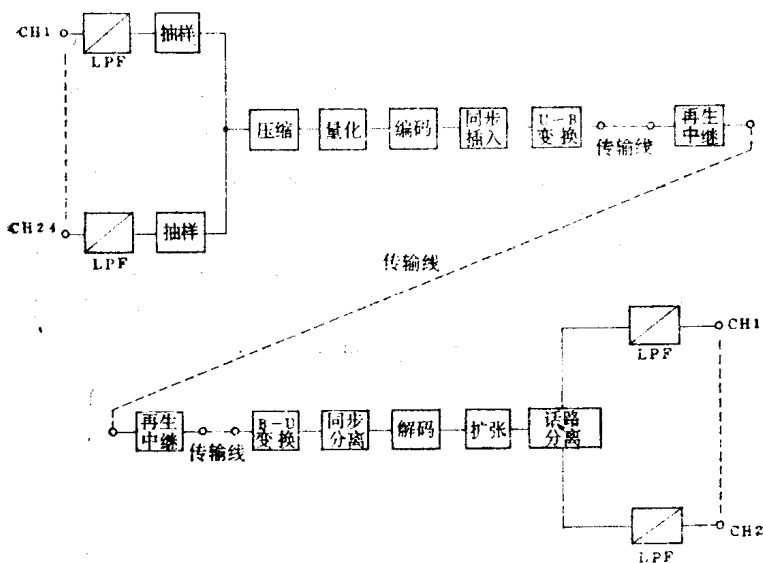 CH1
LPF
抽样
压缩
量化
编码
同步
插入
U-B
变换
传输线
再生
中继
CH24
LPF
抽样
传输线
再生
中继
传输线
B-U
变换
同步
分离
解码
扩张
话路
分离
LPF
CH1
LPF
CH2